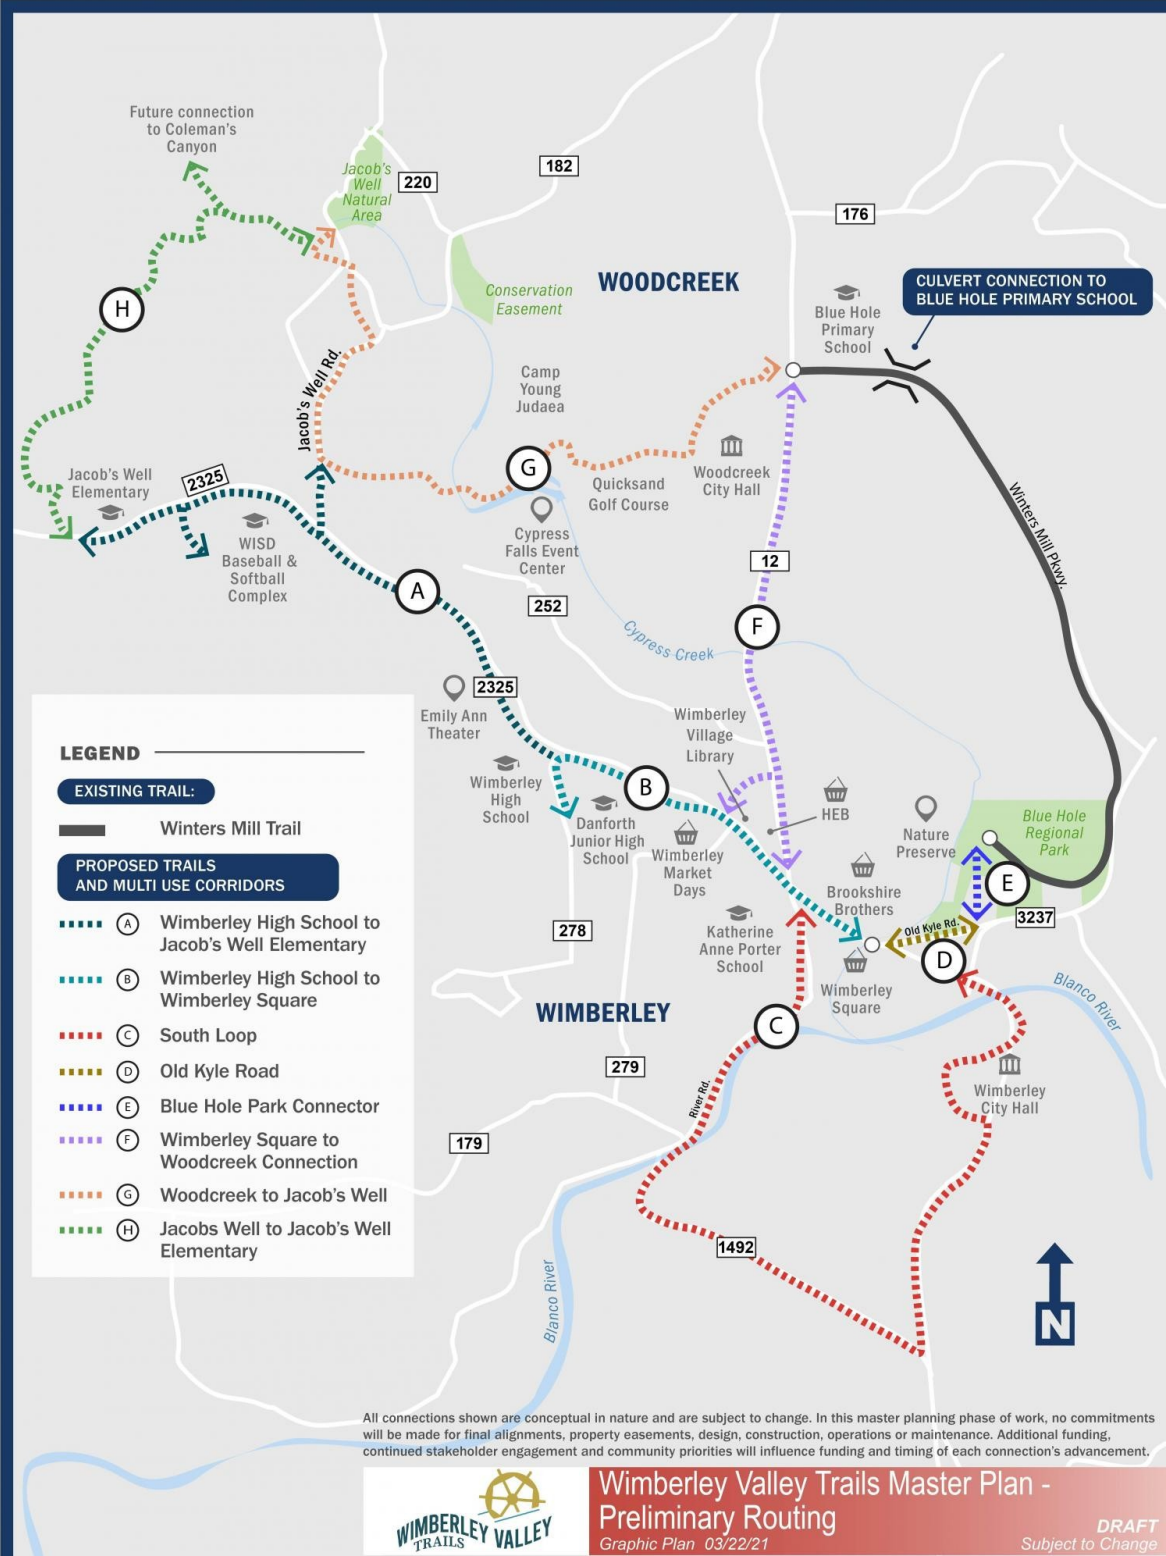 Future connection
to Coleman's
Canyon
Jacob's
Well
Natural
Area
220
182
176
WOODCREEK
Conservation
Easement
CULVERT CONNECTION TO
BLUE HOLE PRIMARY SCHOOL
Blue Hole
Primary
School
H
Jacob's Well Rd.
Camp
Young
Judaea
G
Quicksand
Golf Course
Woodcreek
City Hall
Jacob's Well
Elementary
2325
WISD
Baseball &
Softball
Complex
Cypress
Falls Event
Center
Winters Mill Pkwy.
12
A
252
F
Cypress Creek
2325
Emily Ann
Theater
Wimberley
Village
Library
Wimberley
High
School
B
HEB
Danforth
Junior High
School
Wimberley
Market
Days
Nature
Preserve
Blue Hole
Regional
Park
Brookshire
Brothers
E
3237
Old Kyle Rd.
D
278
Katherine
Anne Porter
School
Wimberley
Square
WIMBERLEY
C
Blanco River
279
River Rd.
Wimberley
City Hall
179
1492
Blanco River
N
LEGEND
EXISTING TRAIL:
Winters Mill Trail
PROPOSED TRAILS
AND MULTI USE CORRIDORS
A Wimberley High School to
Jacob's Well Elementary
B Wimberley High School to
Wimberley Square
C South Loop
D Old Kyle Road
E Blue Hole Park Connector
F Wimberley Square to
Woodcreek Connection
G Woodcreek to Jacob's Well
H Jacobs Well to Jacob's Well
Elementary
All connections shown are conceptual in nature and are subject to change. In this master planning phase of work, no commitments
will be made for final alignments, property easements, design, construction, operations or maintenance. Additional funding,
continued stakeholder engagement and community priorities will influence funding and timing of each connection's advancement.
WIMBERLEY VALLEY
TRAILS
Wimberley Valley Trails Master Plan -
Preliminary Routing
Graphic Plan 03/22/21
DRAFT
Subject to Change